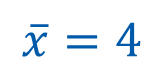 x̄ = 4